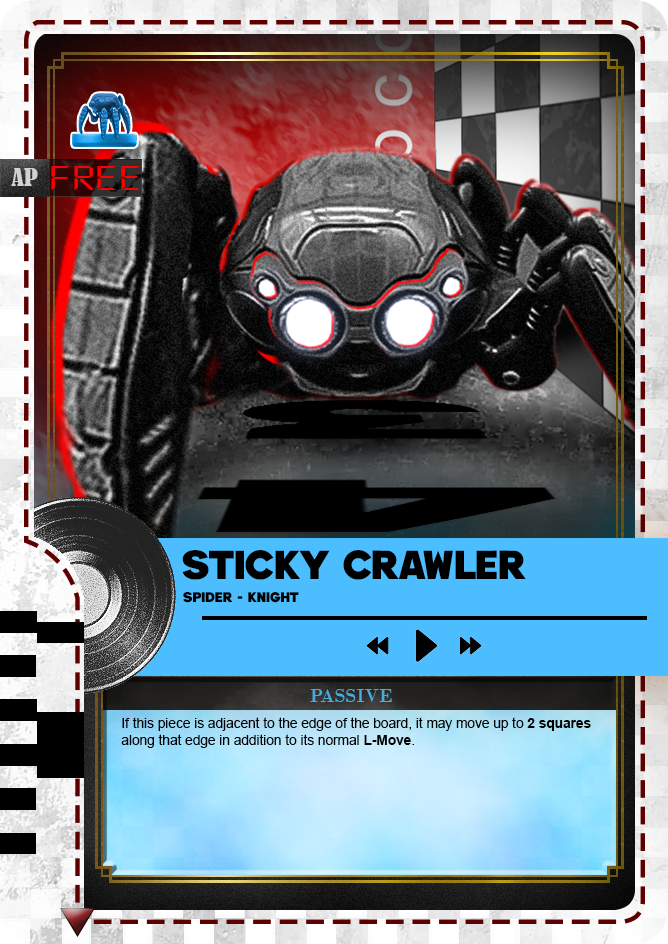 AP FREE
STICKY CRAWLER
SPIDER - KNIGHT
PASSIVE
If this piece is adjacent to the edge of the board, it may move up to 2 squares
along that edge in addition to its normal L-Move.